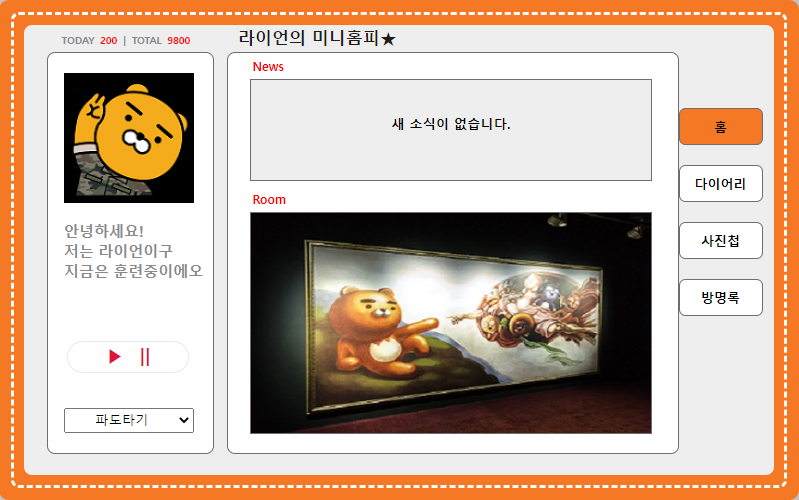 TODAY 200 | TOTAL 9800
라이언의 미니홈피★
안녕하세요!
저는 라이언이구
지금은 훈련중이에오
파도타기
News
새 소식이 없습니다.
Room
홈
다이어리
사진첩
방명록